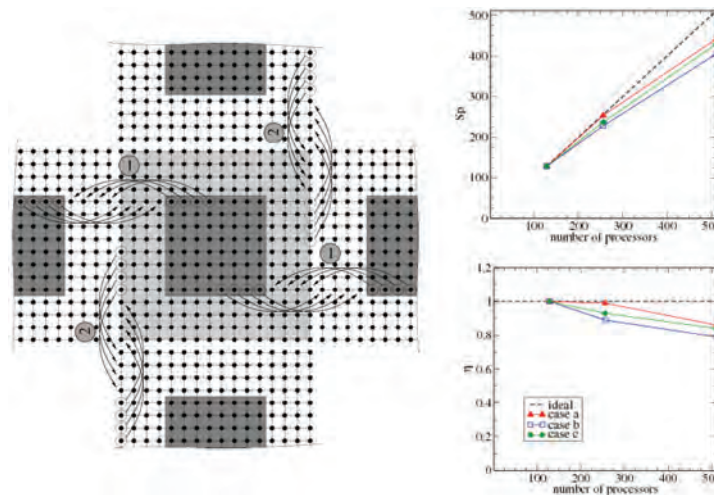 1
2
1
2
500
400
300
200
100
0
Sp
100 200 300 400 500
number of processors
1.2
1
0.8
0.6
0.4
0.2
0
η
ideal
case a
case b
case c
100 200 300 400 500
number of processors